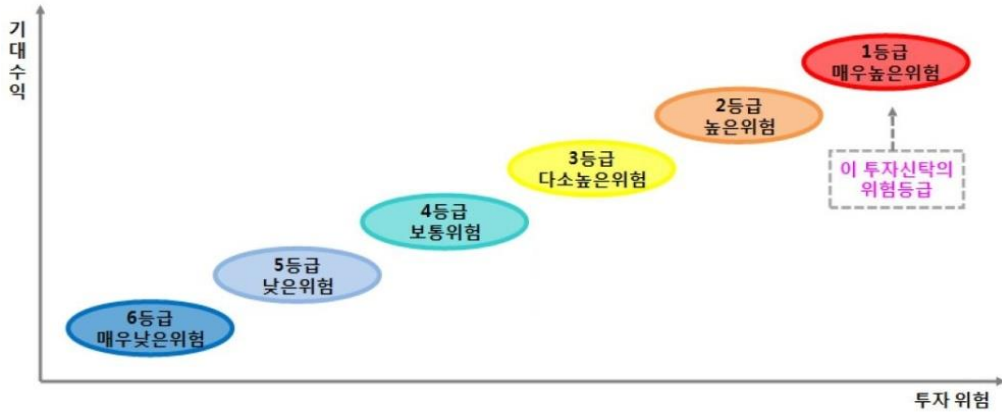 기대수익
1등급
매우높은위험
2등급
높은위험
3등급
다소높은위험
이 투자신탁의
위험등급
4등급
보통위험
5등급
낮은위험
6등급
매우낮은위험
투자 위험